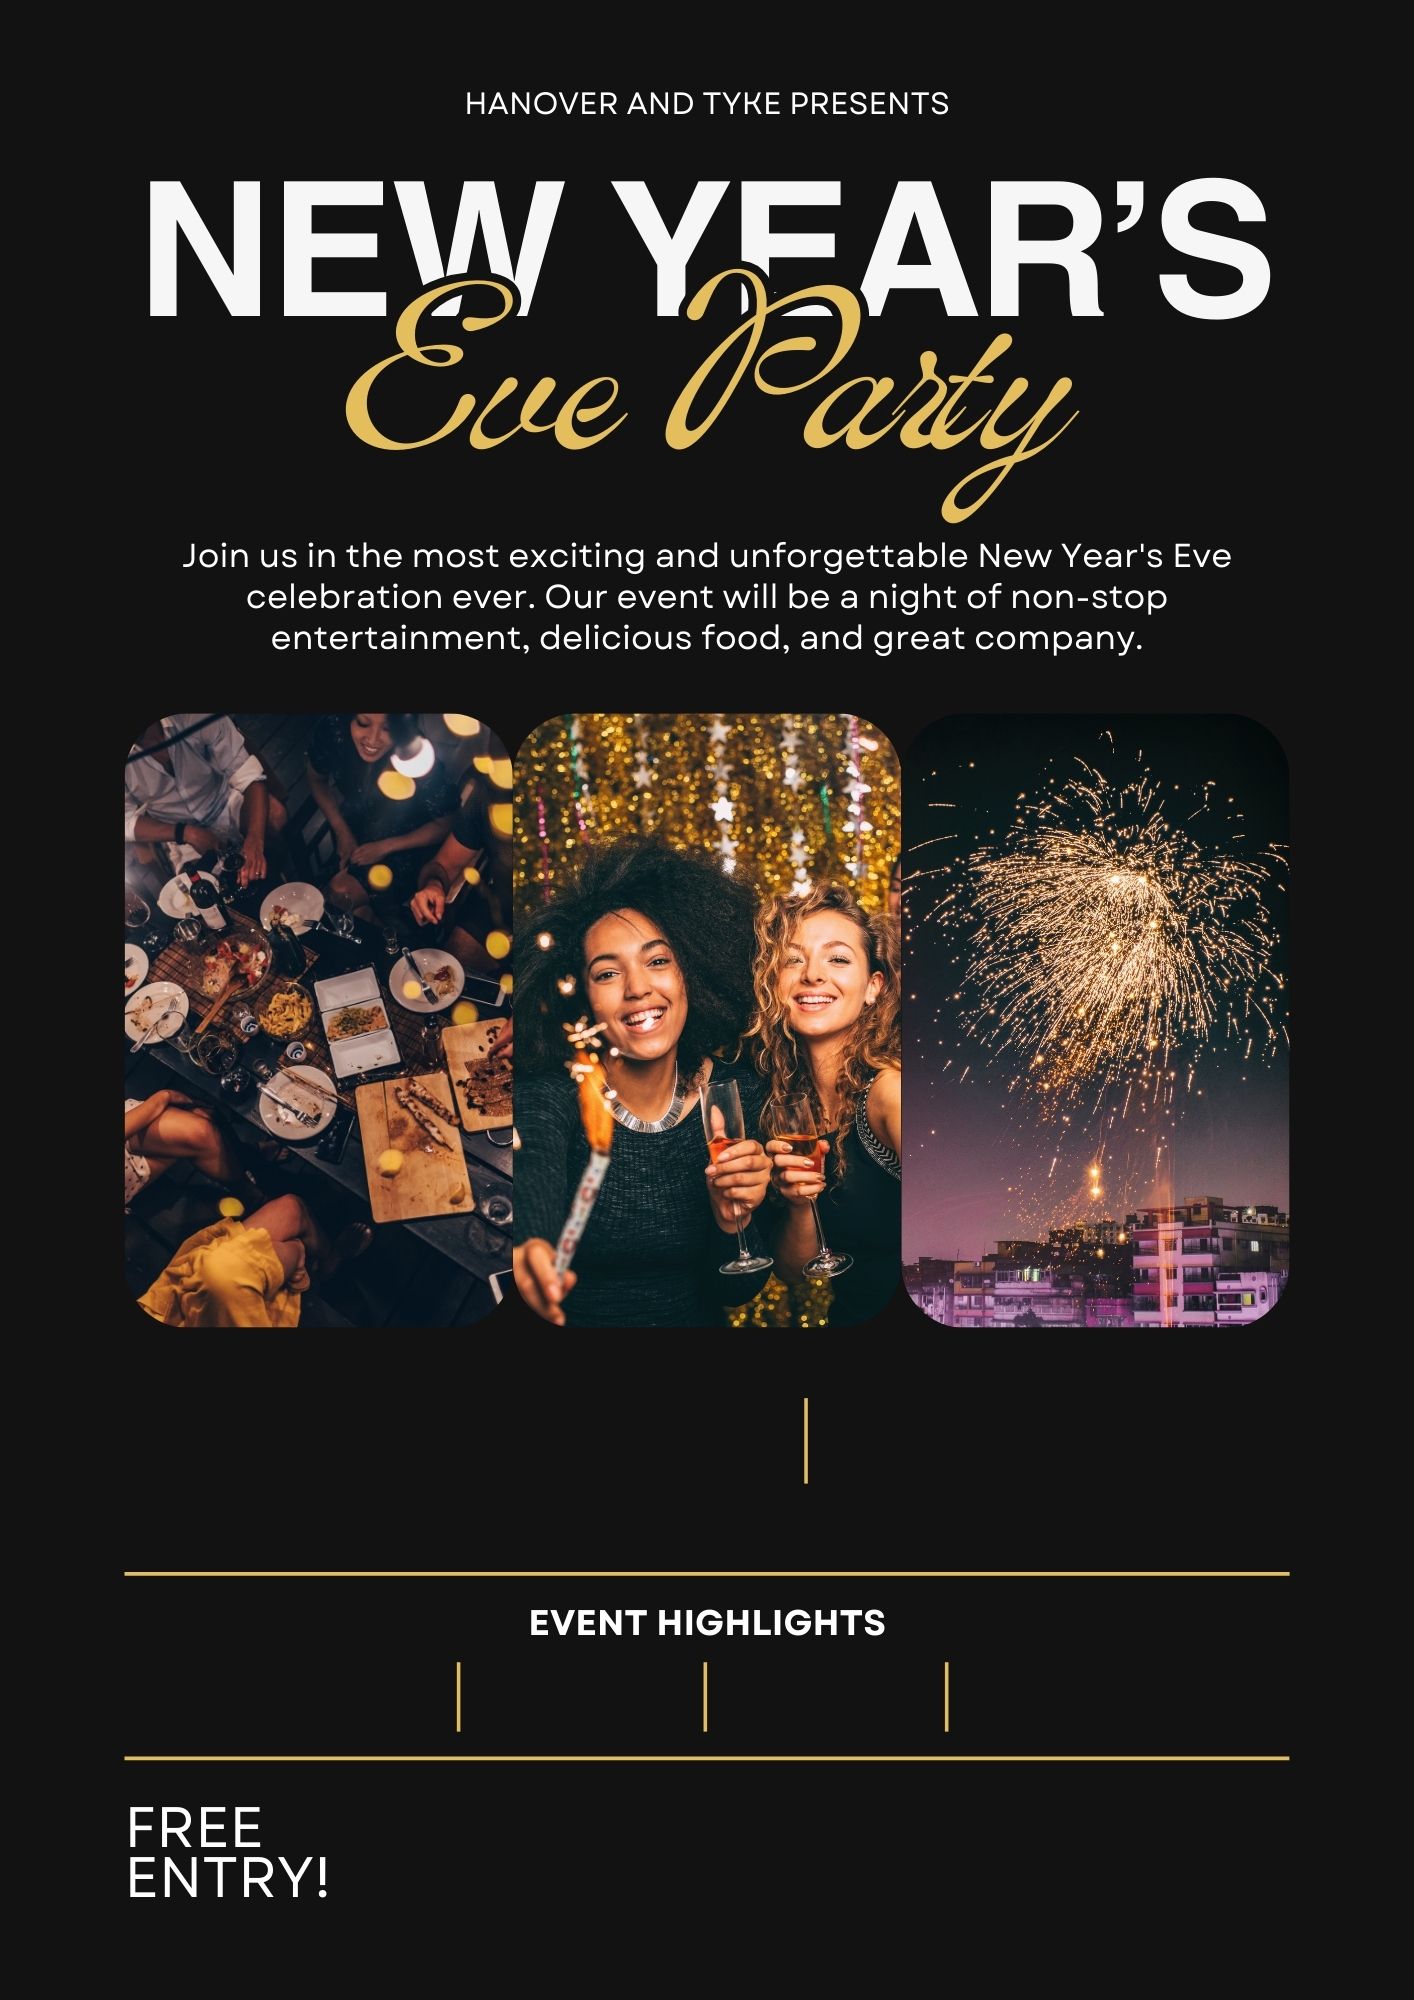 HANOVER AND TYKE PRESENTS
NEW YEAR’S
Eve Party
Join us in the most exciting and unforgettable New Year's Eve
celebration ever. Our event will be a night of non-stop
entertainment, delicious food, and great company.
EVENT HIGHLIGHTS
FREE
ENTRY!